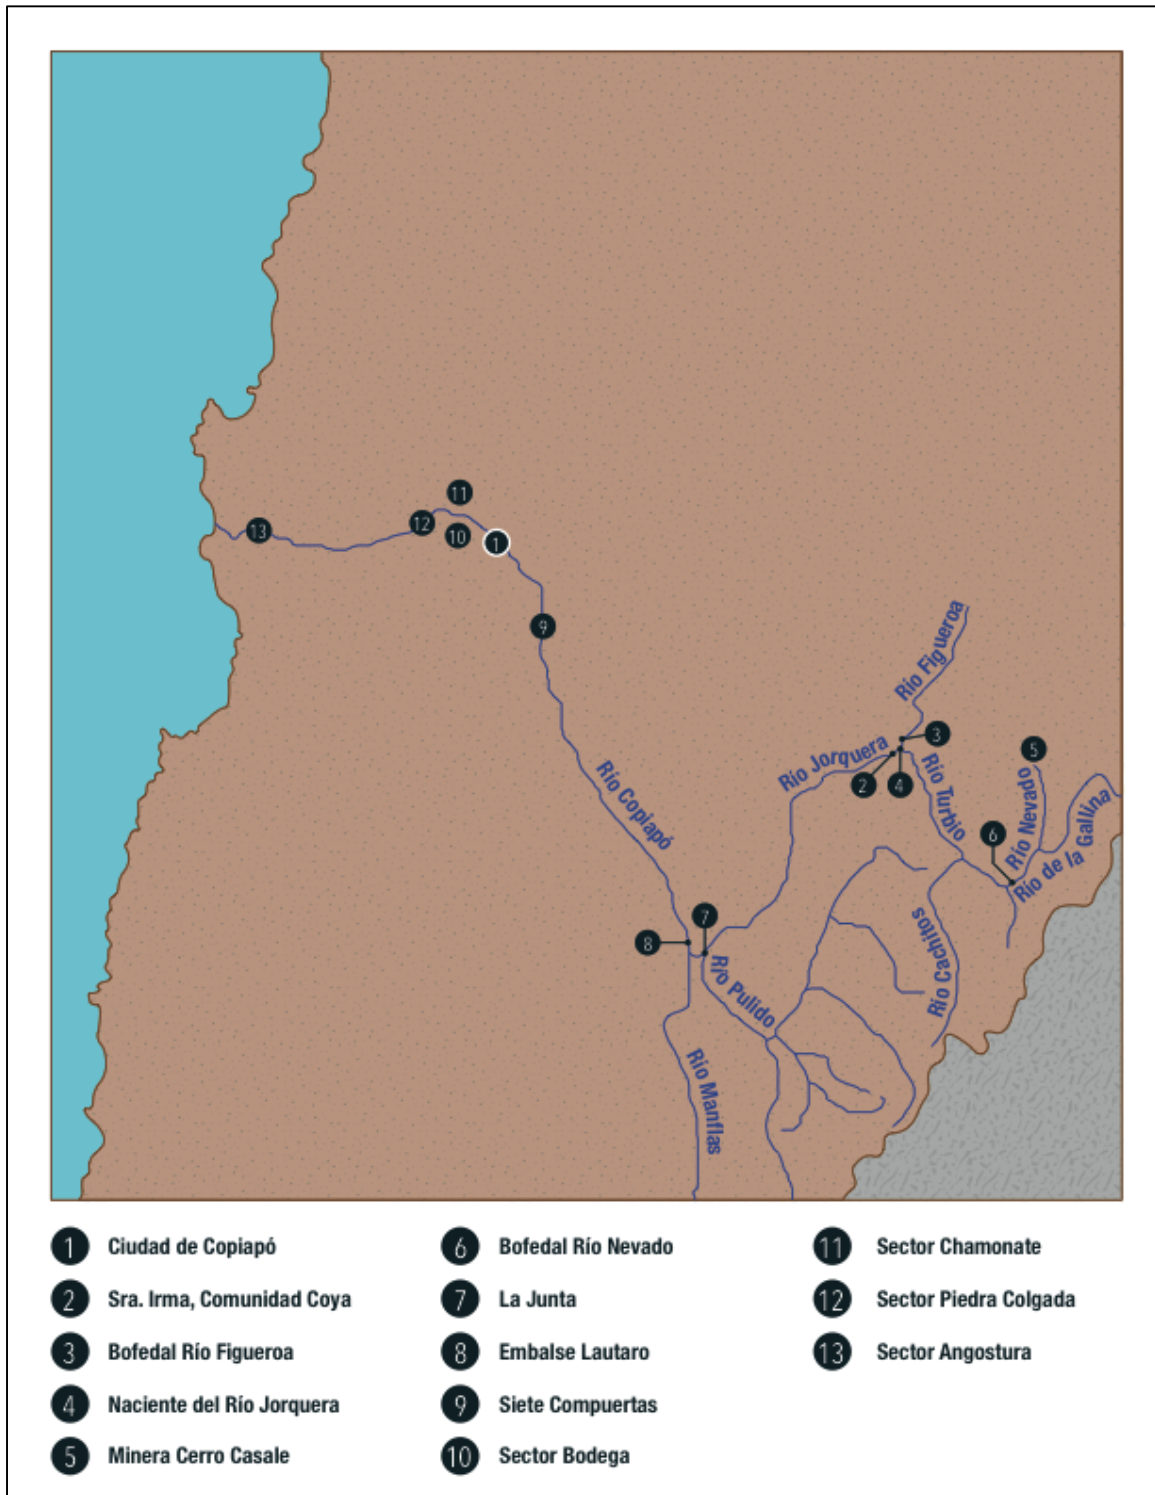 11
12
10
13
1
9
Río Figueroa
3
5
Río Jorquera
2
4
Río Turbio
Río Nevado
Río de la Gallina
6
Río Copiapó
7
8
Río Cachitos
Río Pulido
Río Manflas
1 Ciudad de Copiapó
2 Sra. Irma, Comunidad Coya
3 Bofedal Río Figueroa
4 Naciente del Río Jorquera
5 Minera Cerro Casale
6 Bofedal Río Nevado
7 La Junta
8 Embalse Lautaro
9 Siete Compuertas
10 Sector Bodega
11 Sector Chamonate
12 Sector Piedra Colgada
13 Sector Angostura